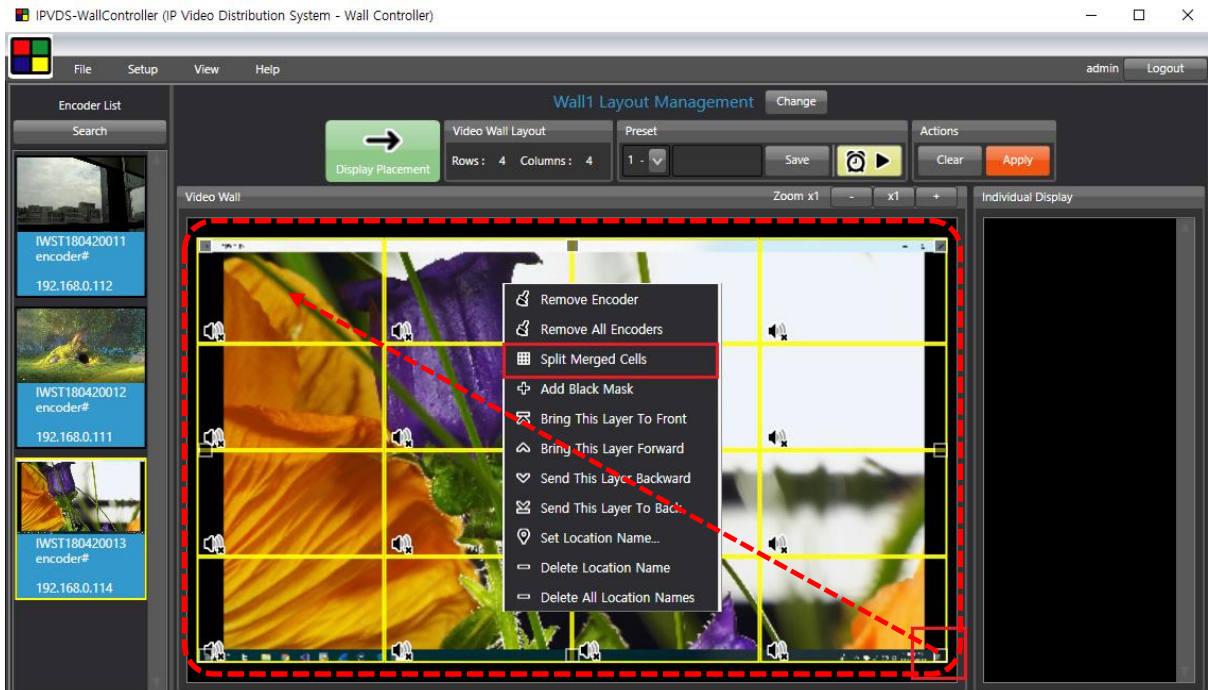 IPVDS-WallController (IP Video Distribution System - Wall Controller)
File Setup View Help
admin Logout
Encoder List
Search
Wall1 Layout Management Change
Display Placement
Video Wall Layout
Rows: 4 Columns: 4
Preset
1 -
Save
Actions
Clear Apply
Video Wall
Zoom x1 - x1 +
Individual Display
IWST180420011
encoder#
192.168.0.112
IWST180420012
encoder#
192.168.0.111
IWST180420013
encoder#
192.168.0.114
Remove Encoder
Remove All Encoders
Split Merged Cells
Add Black Mask
Bring This Layer To Front
Bring This Layer Forward
Send This Layer Backward
Send This Layer To Back
Set Location Name...
Delete Location Name
Delete All Location Names